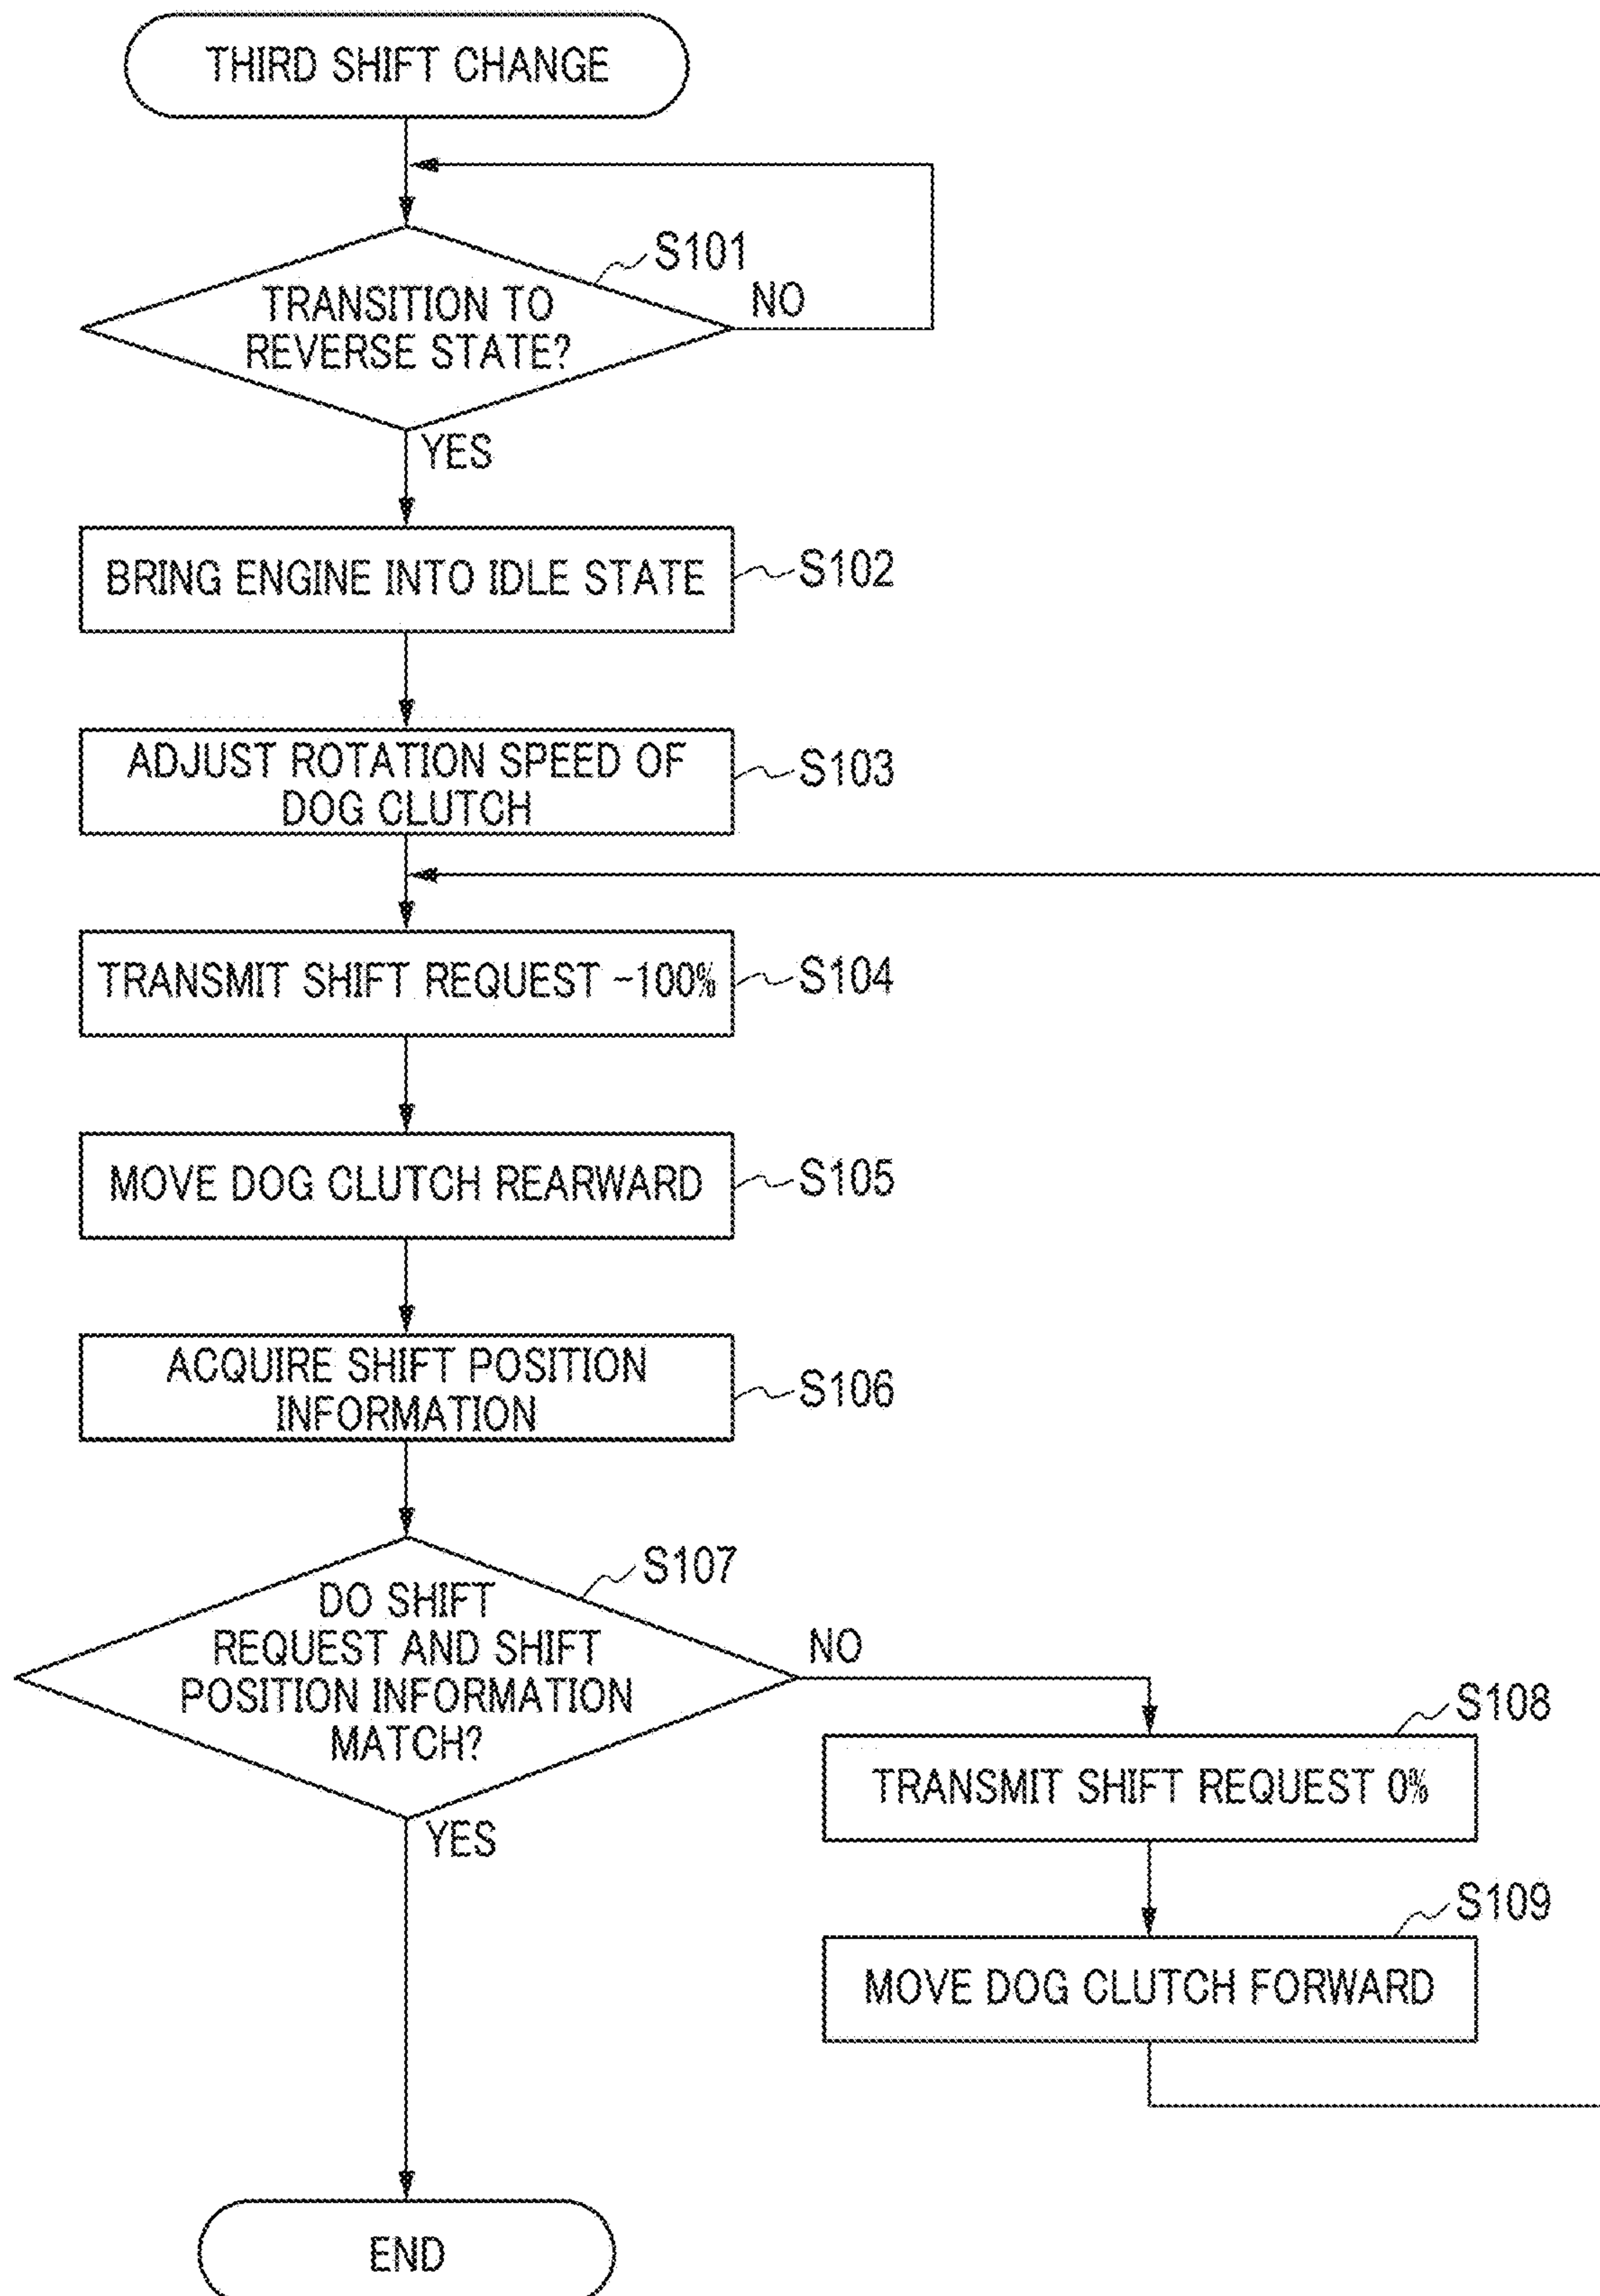 THIRD SHIFT CHANGE
S101
TRANSITION TO
REVERSE STATE?
NO
YES
BRING ENGINE INTO IDLE STATE
S102
ADJUST ROTATION SPEED OF
DOG CLUTCH
S103
TRANSMIT SHIFT REQUEST -100%
S104
MOVE DOG CLUTCH REARWARD
S105
ACQUIRE SHIFT POSITION
INFORMATION
S106
S107
DO SHIFT
REQUEST AND SHIFT
POSITION INFORMATION
MATCH?
NO
YES
S108
TRANSMIT SHIFT REQUEST 0%
S109
MOVE DOG CLUTCH FORWARD
END